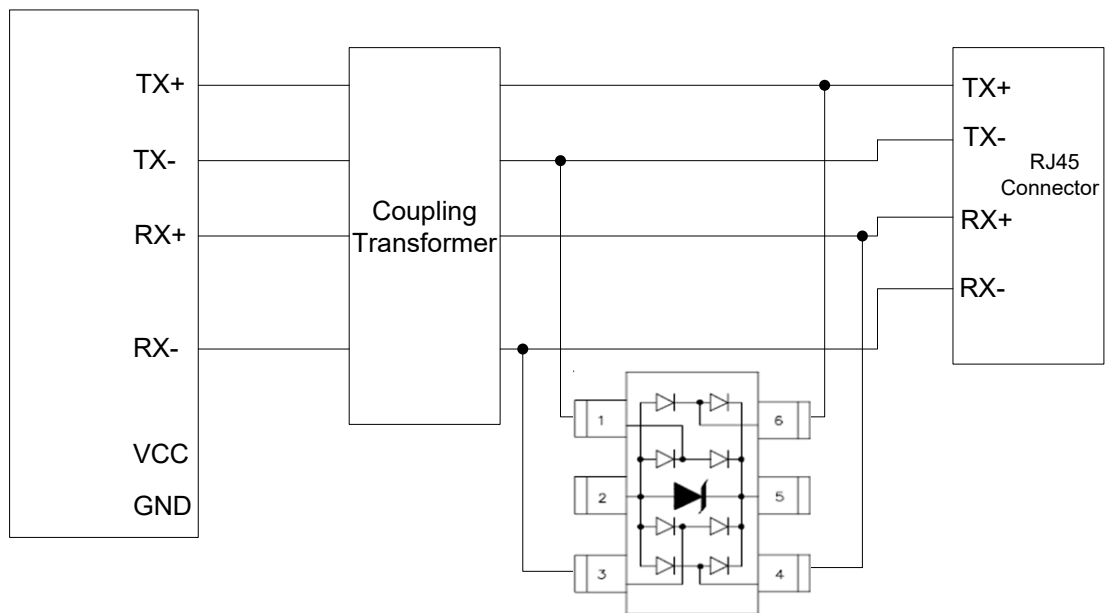 TX+
TX-
RX+
RX-
VCC
GND
Coupling
Transformer
TX+
TX-
RJ45
Connector
RX+
RX-
1
6
2
5
3
4